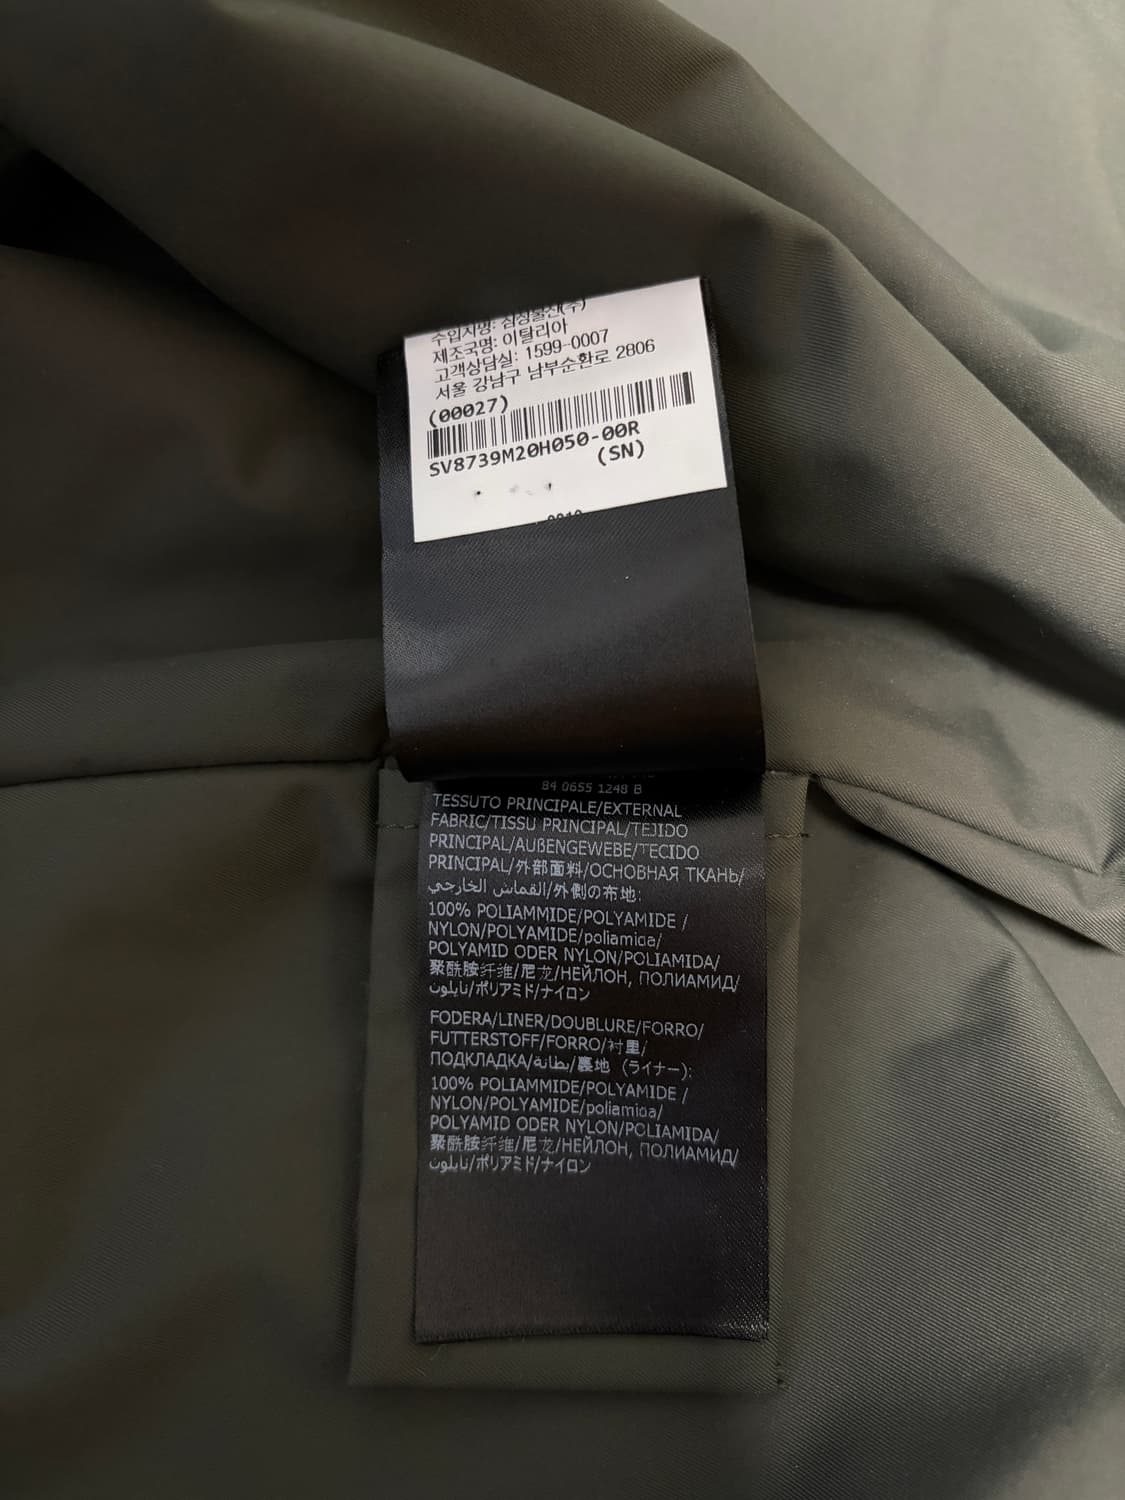 수입자명: 삼성물산(주)
제조국명: 이탈리아
고객상담실: 1599-0007
서울 강남구 남부순환로 2806
(00027)
SV8739M20H050-00R
(SN)
84 0655 1248 B
TESSUTO PRINCIPALE/EXTERNAL
FABRIC/TISSU PRINCIPAL/TEJIDO
PRINCIPAL/AUßENGEWEBE/TECIDO
PRINCIPAL/外部面料/ОСНОВНАЯ ТКАНЬ/
القماش الخارجي/外側の布地:
100% POLIAMMIDE/POLYAMIDE /
NYLON/POLYAMIDE/poliamida/
POLYAMID ODER NYLON/POLIAMIDA/
聚酰胺纤维/尼龙/НЕЙЛОН, ПОЛИАМИД/
نايلون/ポリアミド/ナイロン
FODERA/LINER/DOUBLURE/FORRO/
FUTTERSTOFF/FORRO/衬里/
ПОДКЛАДКА/بطانة/裏地 (ライナー):
100% POLIAMMIDE/POLYAMIDE /
NYLON/POLYAMIDE/poliamida/
POLYAMID ODER NYLON/POLIAMIDA/
聚酰胺纤维/尼龙/НЕЙЛОН, ПОЛИАМИД/
نايلون/ポリアミド/ナイロン